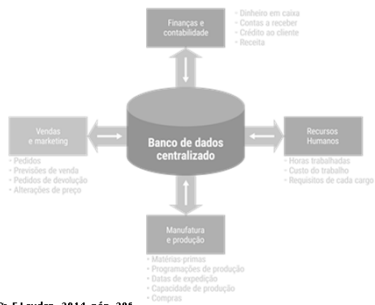 Finanças e
contabilidade
• Dinheiro em caixa
• Contas a receber
• Crédito ao cliente
• Receita
Vendas
e marketing
• Pedidos
• Previsões de venda
• Pedidos de devolução
• Alterações de preço
Banco de dados
centralizado
Recursos
Humanos
• Horas trabalhadas
• Custo do trabalho
• Requisitos de cada cargo
Manufatura
e produção
• Matérias-primas
• Programações de produção
• Datas de expedição
• Capacidade de produção
• Compras